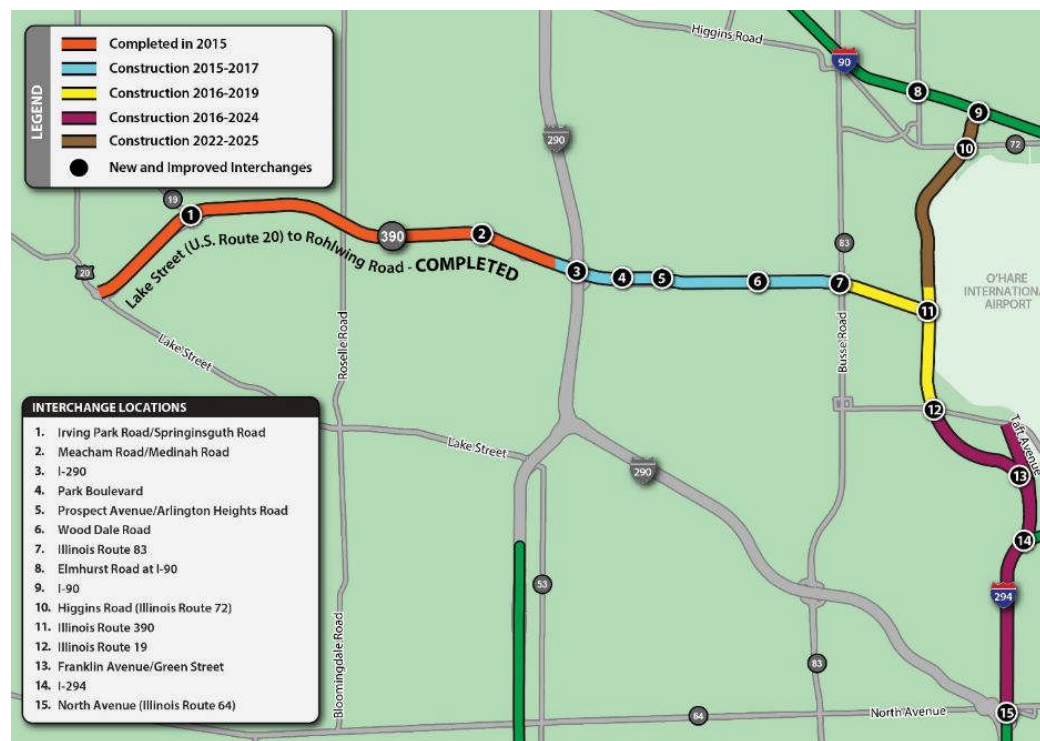 LEGEND
Completed in 2015
Construction 2015-2017
Construction 2016-2019
Construction 2016-2024
Construction 2022-2025
New and Improved Interchanges
Higgins Road
90
8
9
10
72
290
19
1
390
2
Lake Street (U.S. Route 20) to Rohlwing Road - COMPLETED
20
3
4
5
6
83
7
11
O'HARE
INTERNATIONA
AIRPORT
Roselle Road
Busse Road
Lake Street
12
Taft Avenue
Lake Street
290
13
14
294
53
83
Bloomingdale Road
64
North Avenue
15
INTERCHANGE LOCATIONS
1. Irving Park Road/Springinsguth Road
2. Meacham Road/Medinah Road
3. I-290
4. Park Boulevard
5. Prospect Avenue/Arlington Heights Road
6. Wood Dale Road
7. Illinois Route 83
8. Elmhurst Road at I-90
9. I-90
10. Higgins Road (Illinois Route 72)
11. Illinois Route 390
12. Illinois Route 19
13. Franklin Avenue/Green Street
14. I-294
15. North Avenue (Illinois Route 64)